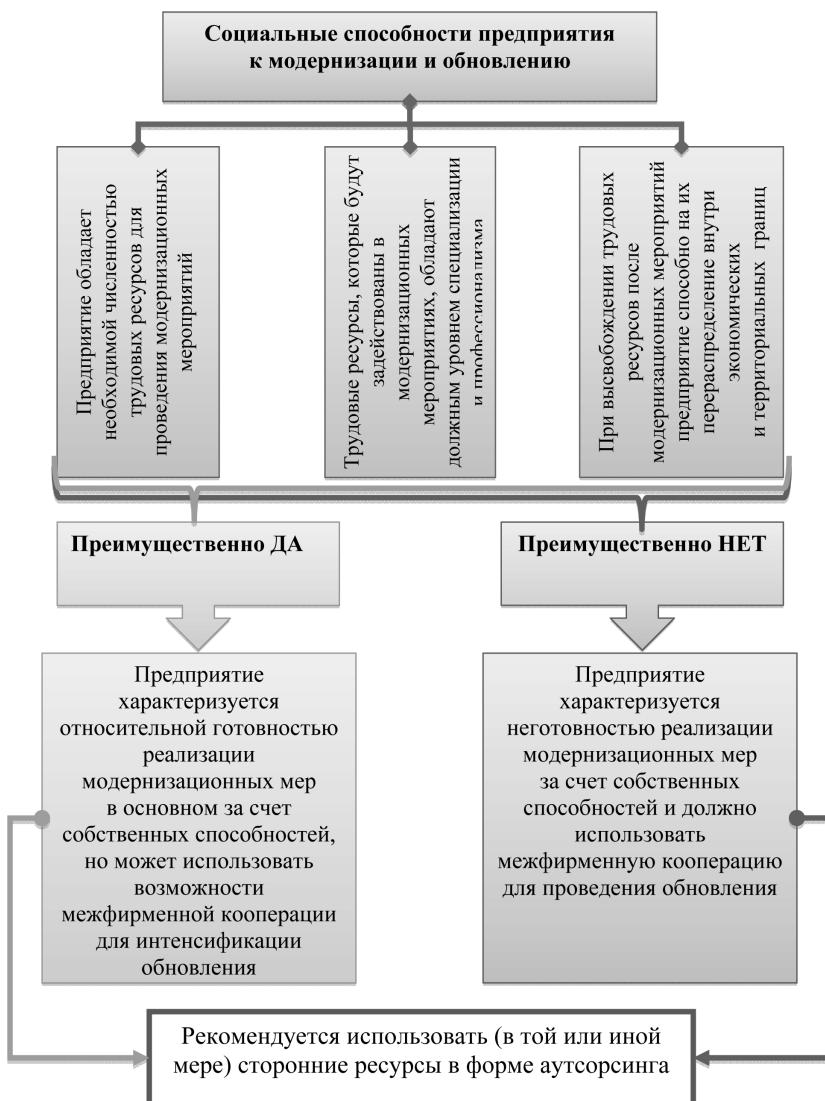 Социальные способности предприятия
к модернизации и обновлению
Предприятие обладает
необходимой численностью
трудовых ресурсов для
проведения модернизационных
мероприятий
Трудовые ресурсы, которые будут
задействованы в
модернизационных
мероприятиях, обладают
должным уровнем специализации
и профессионализма
При высвобождении трудовых
ресурсов после
модернизационных мероприятий
предприятие способно на их
перераспределение внутри
экономических
и территориальных границ
Преимущественно ДА
Преимущественно НЕТ
Предприятие
характеризуется
относительной готовностью
реализации
модернизационных мер
в основном за счет
собственных способностей,
но может использовать
возможности
межфирменной кооперации
для интенсификации
обновления
Предприятие
характеризуется
неготовностью реализации
модернизационных мер
за счет собственных
способностей и должно
использовать
межфирменную кооперацию
для проведения обновления
Рекомендуется использовать (в той или иной
мере) сторонние ресурсы в форме аутсорсинга